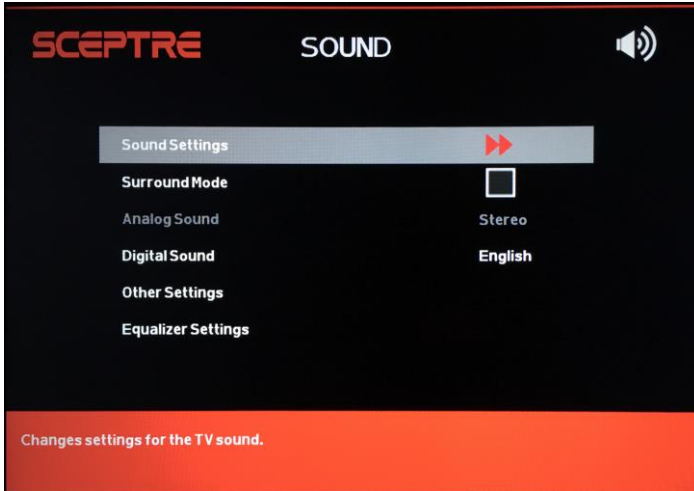 SCEPTRE SOUND
Sound Settings
Surround Mode
Analog Sound Stereo
Digital Sound English
Other Settings
Equalizer Settings
Changes settings for the TV sound.